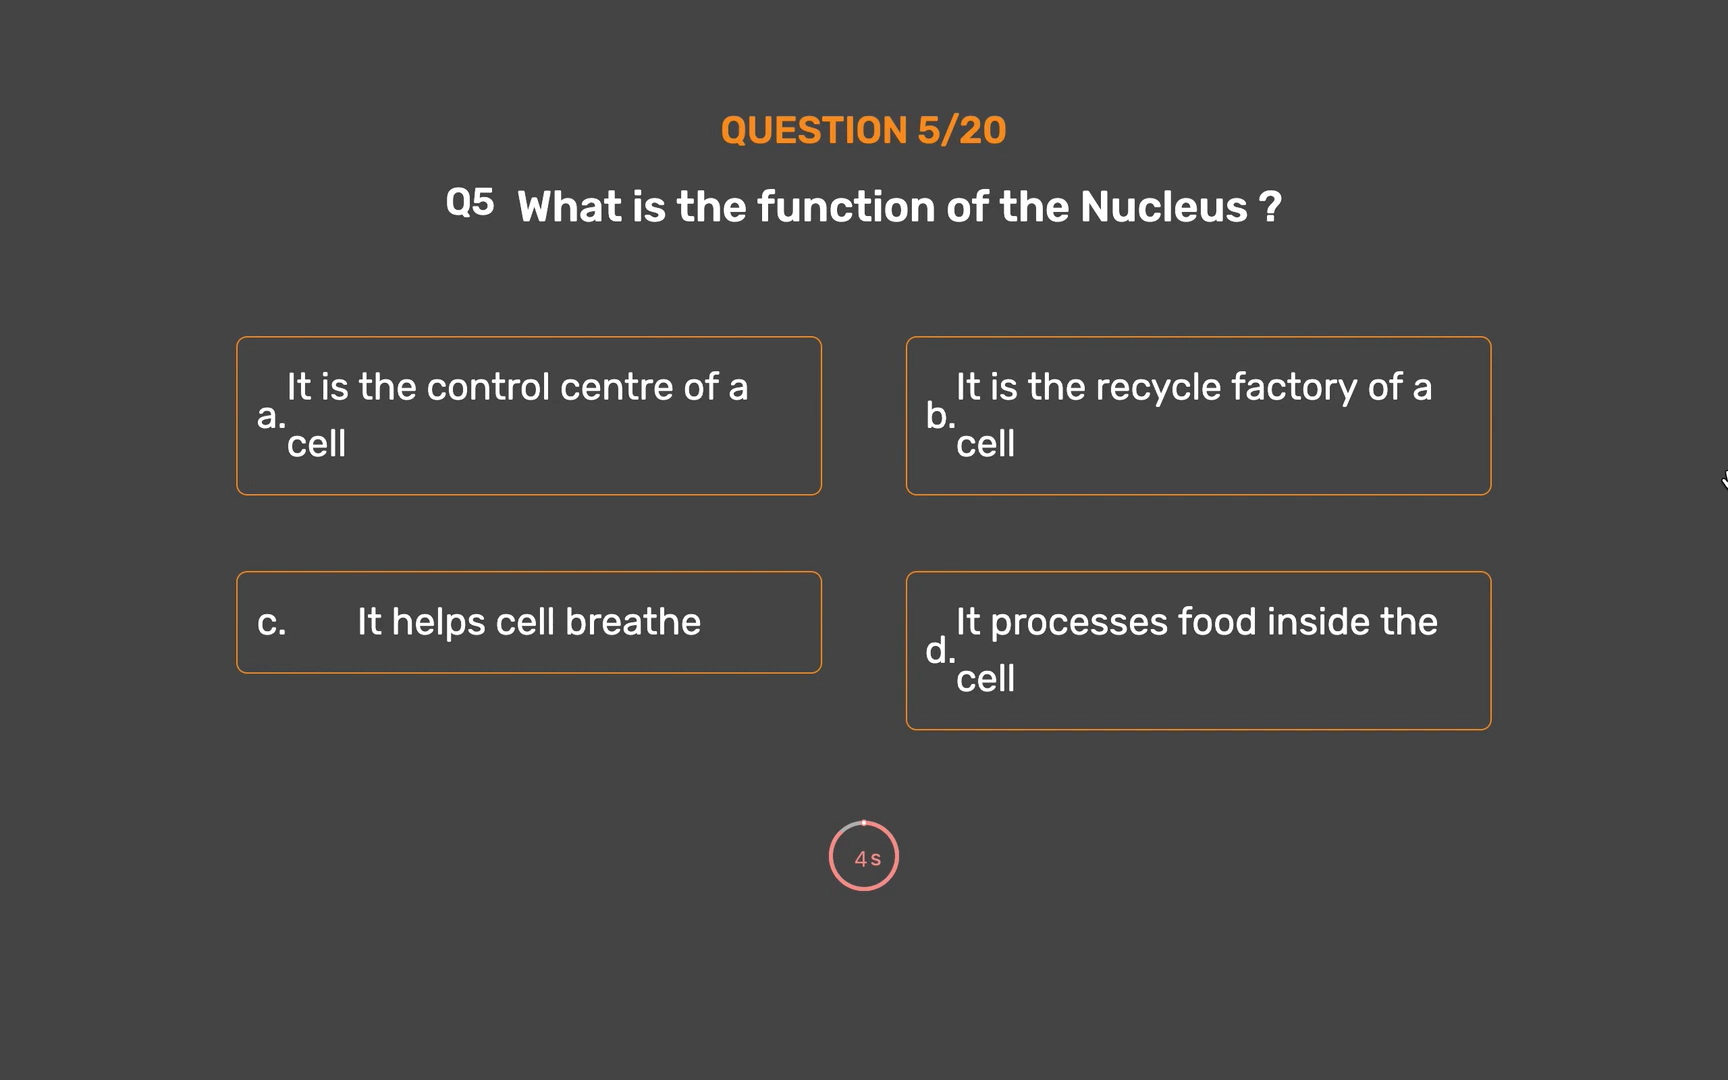 QUESTION 5/20
Q5 What is the function of the Nucleus ?
a. It is the control centre of a
cell
b. It is the recycle factory of a
cell
c. It helps cell breathe
d. It processes food inside the
cell
4s